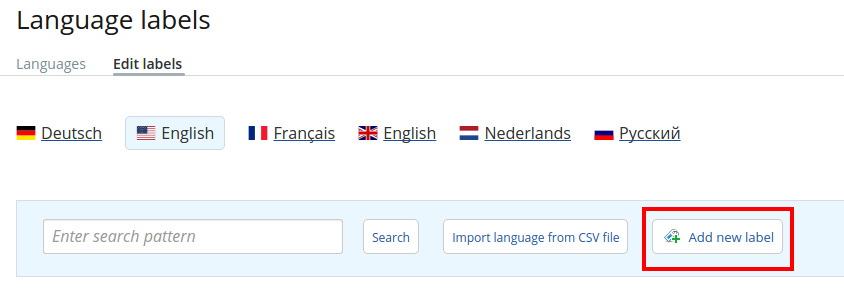 Language labels
Languages Edit labels
Deutsch English Français English Nederlands Русский
Enter search pattern Search Import language from CSV file Add new label